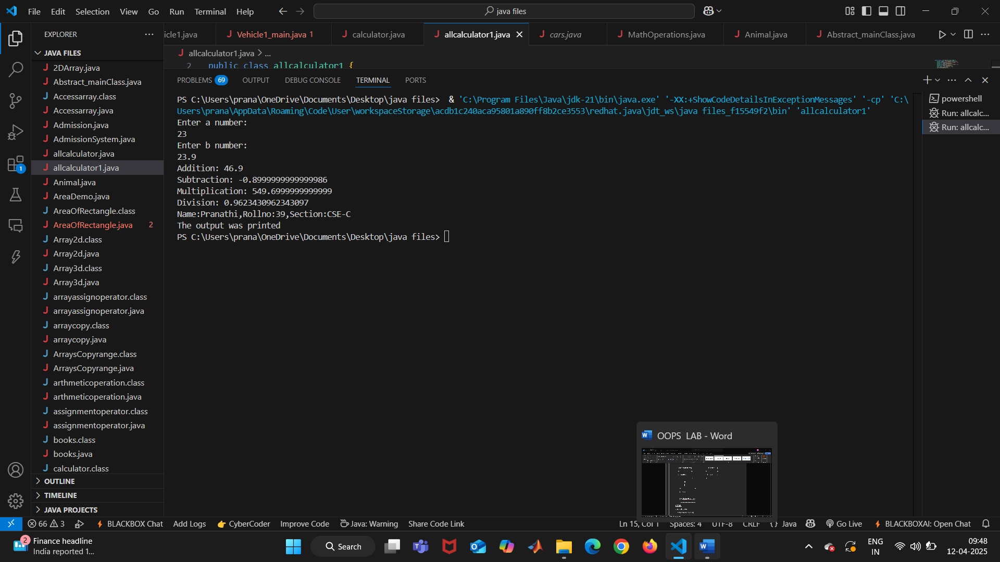 File Edit Selection View Go Run Terminal Help
java files
EXPLORER
icle1.java
Vehicle1_main.java 1
calculator.java
allcalculator1.java
cars.java
MathOperations.java
Animal.java
Abstract_mainClass.java
JAVA FILES
allcalculator1.java > ...
2 public class allcalculator1 {
2DArray.java
Abstract_mainClass.java
Accessarray.class
Accessarray.java
Admission.java
AdmissionSystem.java
allcalculator.java
allcalculator1.java
Animal.java
AreaDemo.java
AreaOfRectangle.class
AreaOfRectangle.java 2
Array2d.class
Array2d.java
Array3d.class
Array3d.java
arrayassignoperator.class
arrayassignoperator.java
arraycopy.class
arraycopy.java
ArraysCopyrange.class
ArraysCopyrange.java
arthmeticoperation.class
arthmeticoperation.java
assignmentoperator.class
assignmentoperator.java
books.class
books.java
calculator.class
OUTLINE
TIMELINE
JAVA PROJECTS
1
PROBLEMS 69 OUTPUT DEBUG CONSOLE TERMINAL PORTS
PS C:\Users\prana\OneDrive\Documents\Desktop\java files> & 'C:\Program Files\Java\jdk-21\bin\java.exe' '-XX:+ShowCodeDetailsInExceptionMessages' '-cp' 'C:\
Users\prana\AppData\Roaming\Code\User\workspaceStorage\acdb1c240aca95801a890ff8b2ce3553\redhat.java\jdt_ws\java files_f15549f2\bin' 'allcalculator1'
Enter a number:
23
Enter b number:
23.9
Addition: 46.9
Subtraction: -0.8999999999999986
Multiplication: 549.6999999999999
Division: 0.9623430962343097
Name:Pranathi,Rollno:39,Section:CSE-C
The output was printed
PS C:\Users\prana\OneDrive\Documents\Desktop\java files>
powershell
Run: allcalc...
Run: allcalc...
OOPS LAB - Word
66 3 BLACKBOX Chat Add Logs CyberCoder Improve Code Java: Warning Share Code Link
Ln 15, Col 1 Spaces: 4 UTF-8 CRLF {} Java Go Live BLACKBOXAI: Open Chat
2
Finance headline
India reported 1...
Search
ENG
IN
09:48
12-04-2025